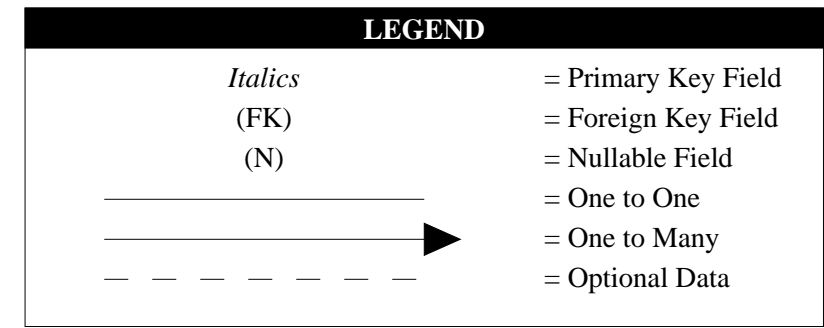 LEGEND
Italics = Primary Key Field
(FK) = Foreign Key Field
(N) = Nullable Field
= One to One
= One to Many
= Optional Data